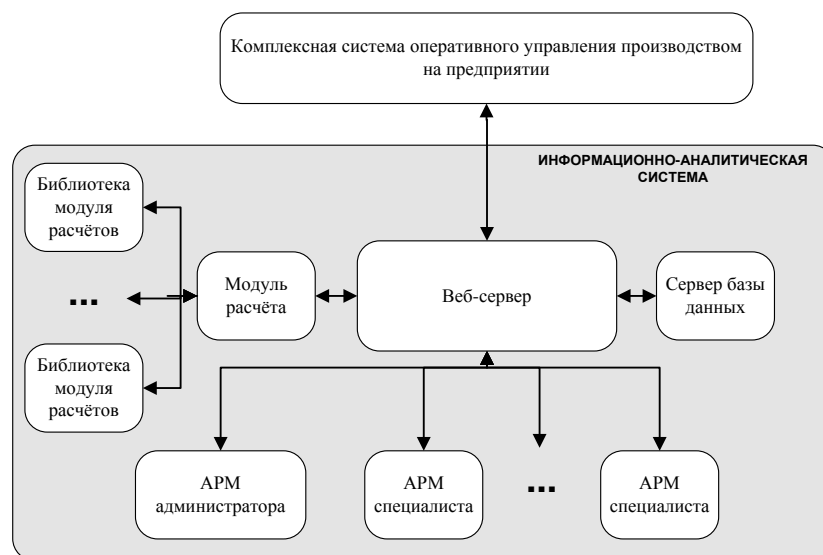 Комплексная система оперативного управления производством
на предприятии
ИНФОРМАЦИОННО-АНАЛИТИЧЕСКАЯ
СИСТЕМА
Библиотека
модуля
расчётов
...
Библиотека
модуля
расчётов
Модуль
расчёта
Веб-сервер
Сервер базы
данных
АРМ
администратора
АРМ
специалиста
...
АРМ
специалиста